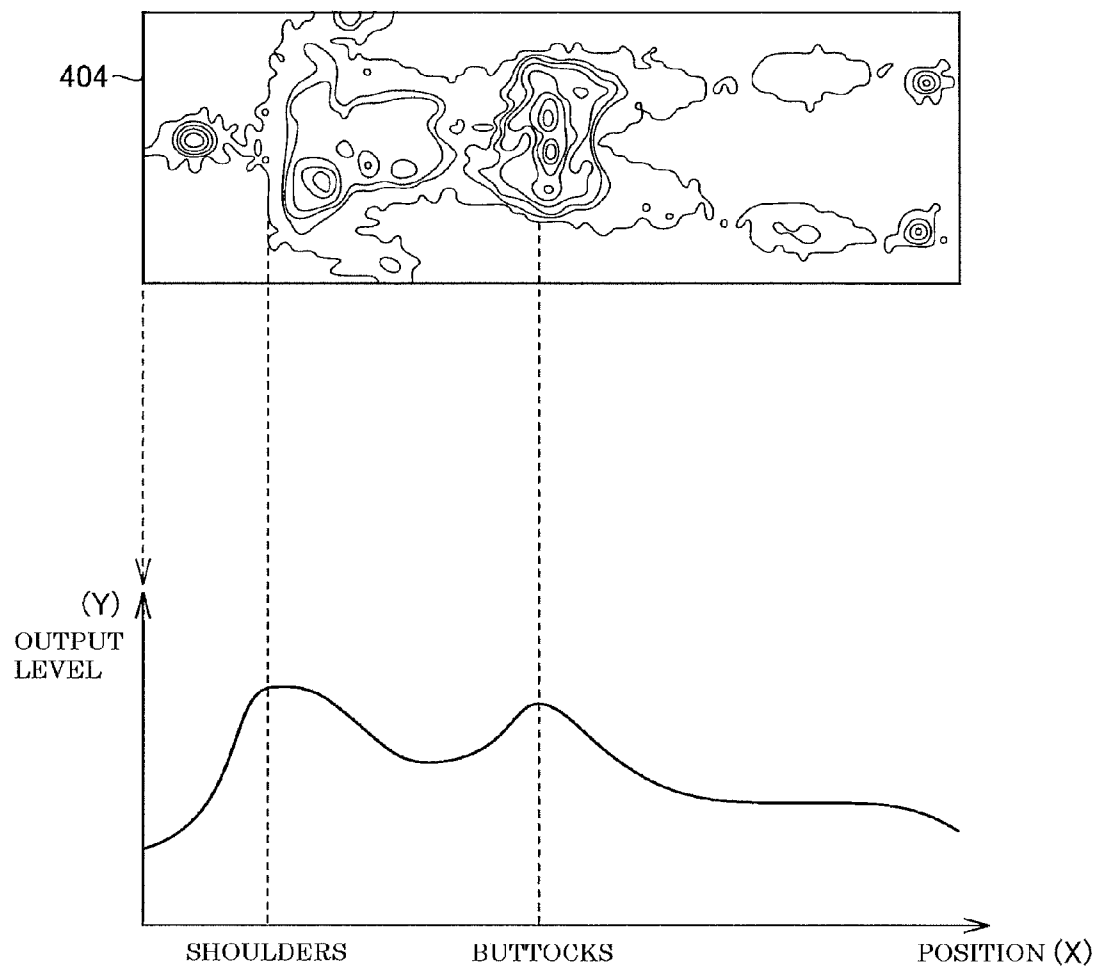 404
(Y)
OUTPUT
LEVEL
SHOULDERS
BUTTOCKS
POSITION (X)